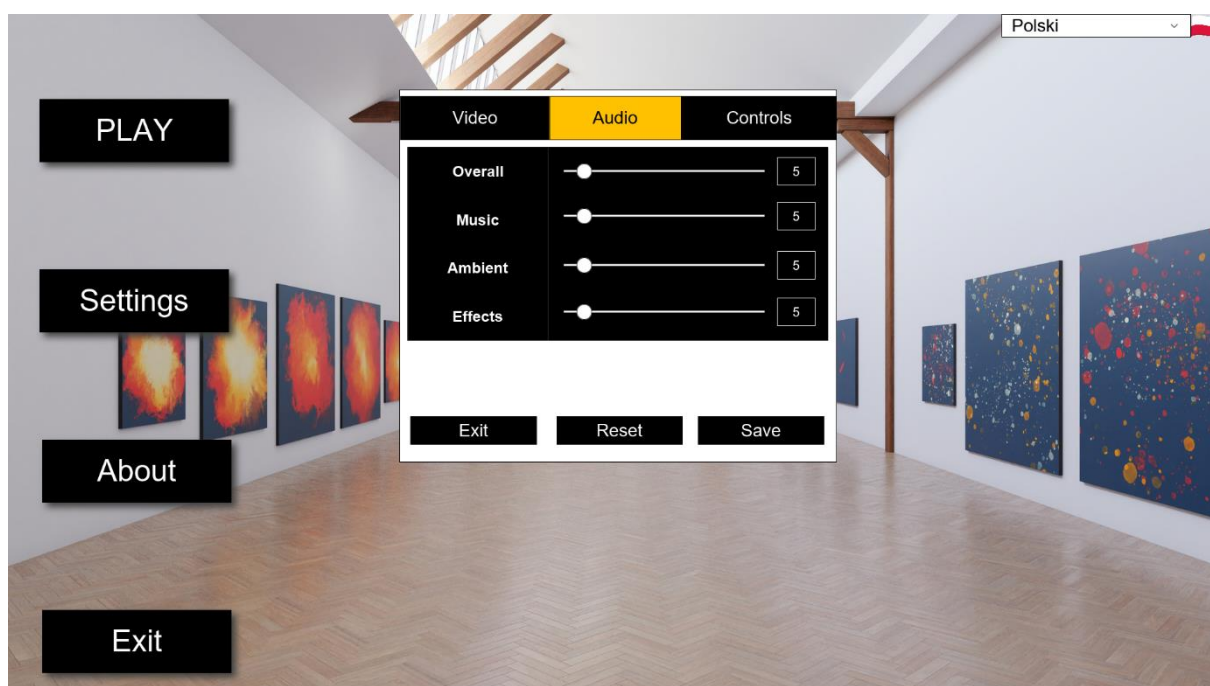 Polski
PLAY
Settings
About
Exit
Video Audio Controls
Overall 5
Music 5
Ambient 5
Effects 5
Exit Reset Save